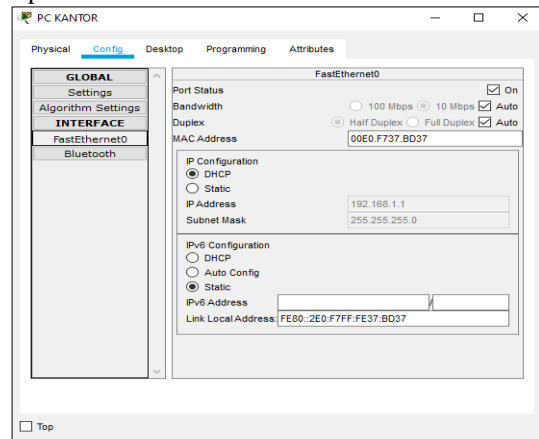 PC KANTOR
Physical Config Desktop Programming Attributes
GLOBAL
Settings
Algorithm Settings
INTERFACE
FastEthernet0
Bluetooth
FastEthernet0
Port Status On
Bandwidth 100 Mbps 10 Mbps Auto
Duplex Half Duplex Full Duplex Auto
MAC Address 00E0.F737.BD37
IP Configuration
DHCP
Static
IP Address 192.168.1.1
Subnet Mask 255.255.255.0
IPv6 Configuration
DHCP
Auto Config
Static
IPv6 Address /
Link Local Address: FE80::2E0:F7FF:FE37:BD37
Top